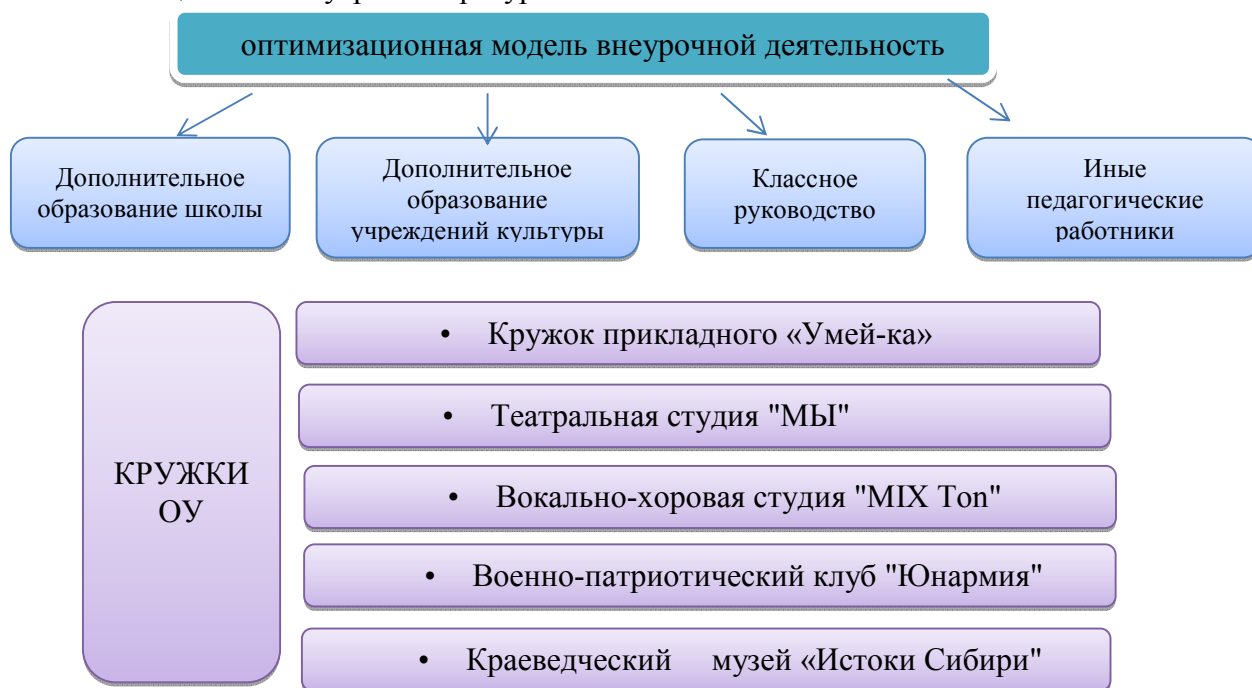 оптимизационная модель внеурочной деятельность
Дополнительное
образование школы
Дополнительное
образование
учреждений культуры
Классное
руководство
Иные
педагогические
работники
КРУЖКИ
ОУ
• Кружок прикладного «Умей-ка»
• Театральная студия "МЫ"
• Вокально-хоровая студия "MIX Ton"
• Военно-патриотический клуб "Юнармия"
• Краеведческий музей «Истоки Сибири"